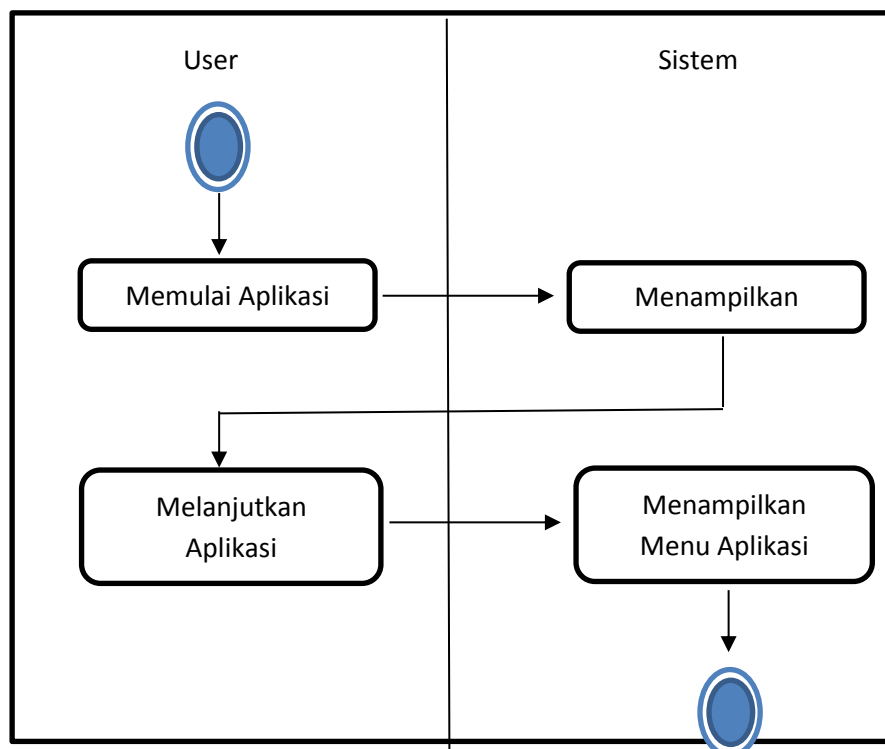 User
Sistem
Memulai Aplikasi
Menampilkan
Melanjutkan
Aplikasi
Menampilkan
Menu Aplikasi